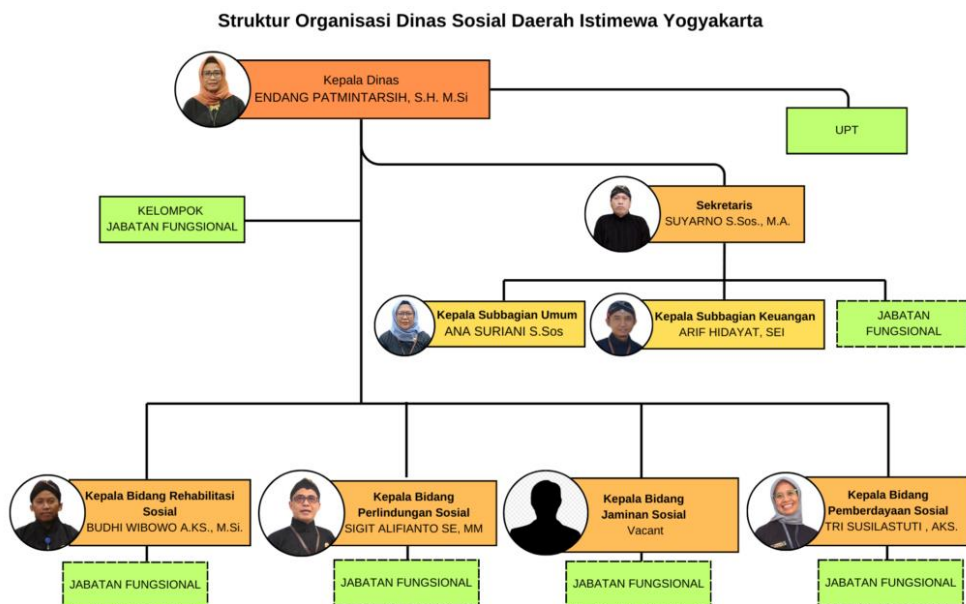 Struktur Organisasi Dinas Sosial Daerah Istimewa Yogyakarta
Kepala Dinas
ENDANG PATMINTARSIH, S.H. M.Si
UPT
KELOMPOK
JABATAN FUNGSIONAL
Sekretaris
SUYARNO S.Sos., M.A.
Kepala Subbagian Umum
ANA SURIANI S.Sos
Kepala Subbagian Keuangan
ARIF HIDAYAT, SEI
JABATAN
FUNGSIONAL
Kepala Bidang Rehabilitasi
Sosial
BUDHI WIBOWO A.KS., M.Si.
Kepala Bidang
Perlindungan Sosial
SIGIT ALIFIANTO SE, MM
Kepala Bidang
Jaminan Sosial
Vacant
Kepala Bidang
Pemberdayaan Sosial
TRI SUSILASTUTI , AKS.
JABATAN FUNGSIONAL
JABATAN FUNGSIONAL
JABATAN FUNGSIONAL
JABATAN FUNGSIONAL